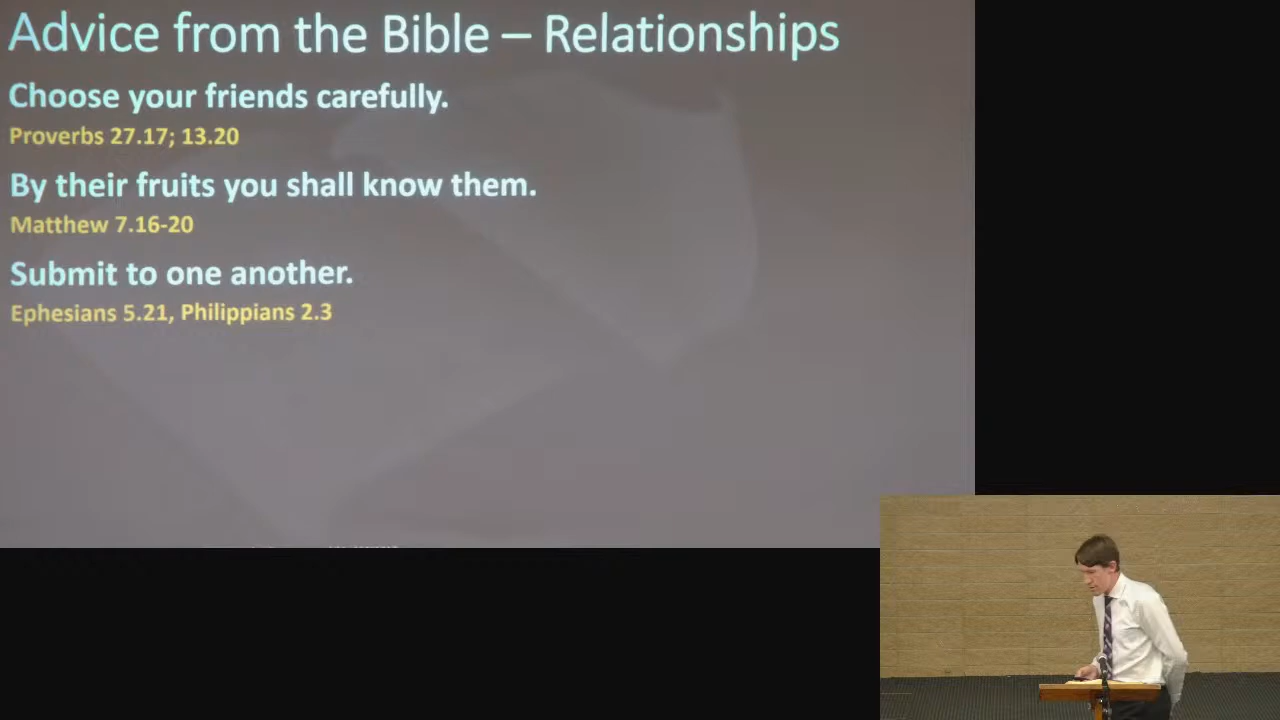 Advice from the Bible – Relationships
Choose your friends carefully.
Proverbs 27.17; 13.20
By their fruits you shall know them.
Matthew 7.16-20
Submit to one another.
Ephesians 5.21, Philippians 2.3